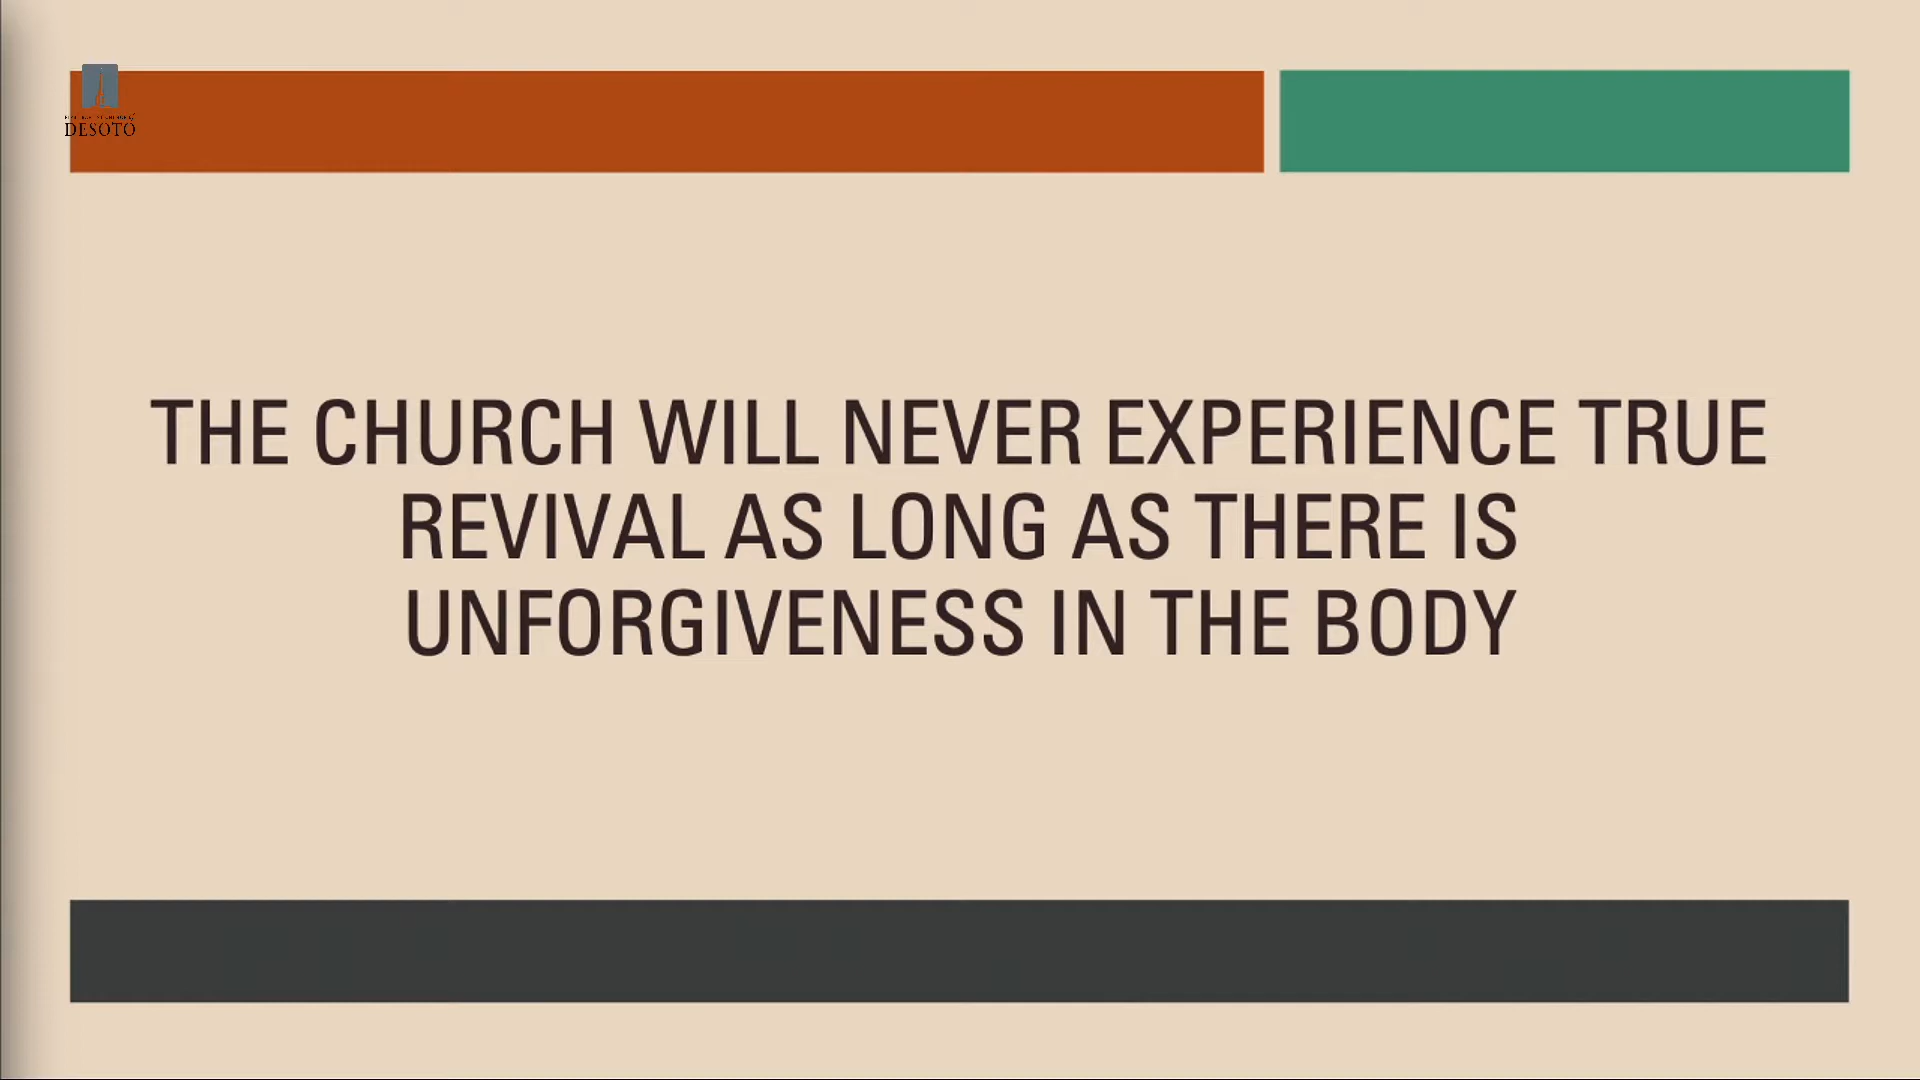 DESOTO
THE CHURCH WILL NEVER EXPERIENCE TRUE
REVIVAL AS LONG AS THERE IS
UNFORGIVENESS IN THE BODY